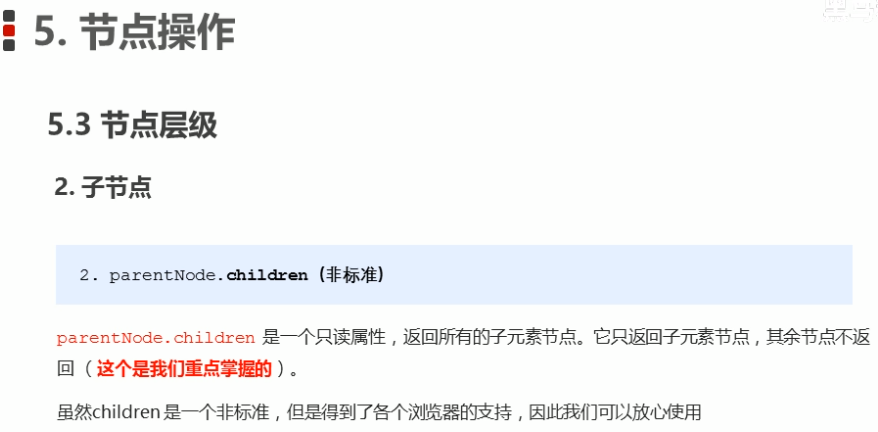 5. 节点操作
5.3 节点层级
2. 子节点
2. parentNode.children（非标准）
parentNode.children 是一个只读属性，返回所有的子元素节点。它只返回子元素节点，其余节点不返
回（这个是我们重点掌握的）。
虽然children 是一个非标准，但是得到了各个浏览器的支持，因此我们可以放心使用